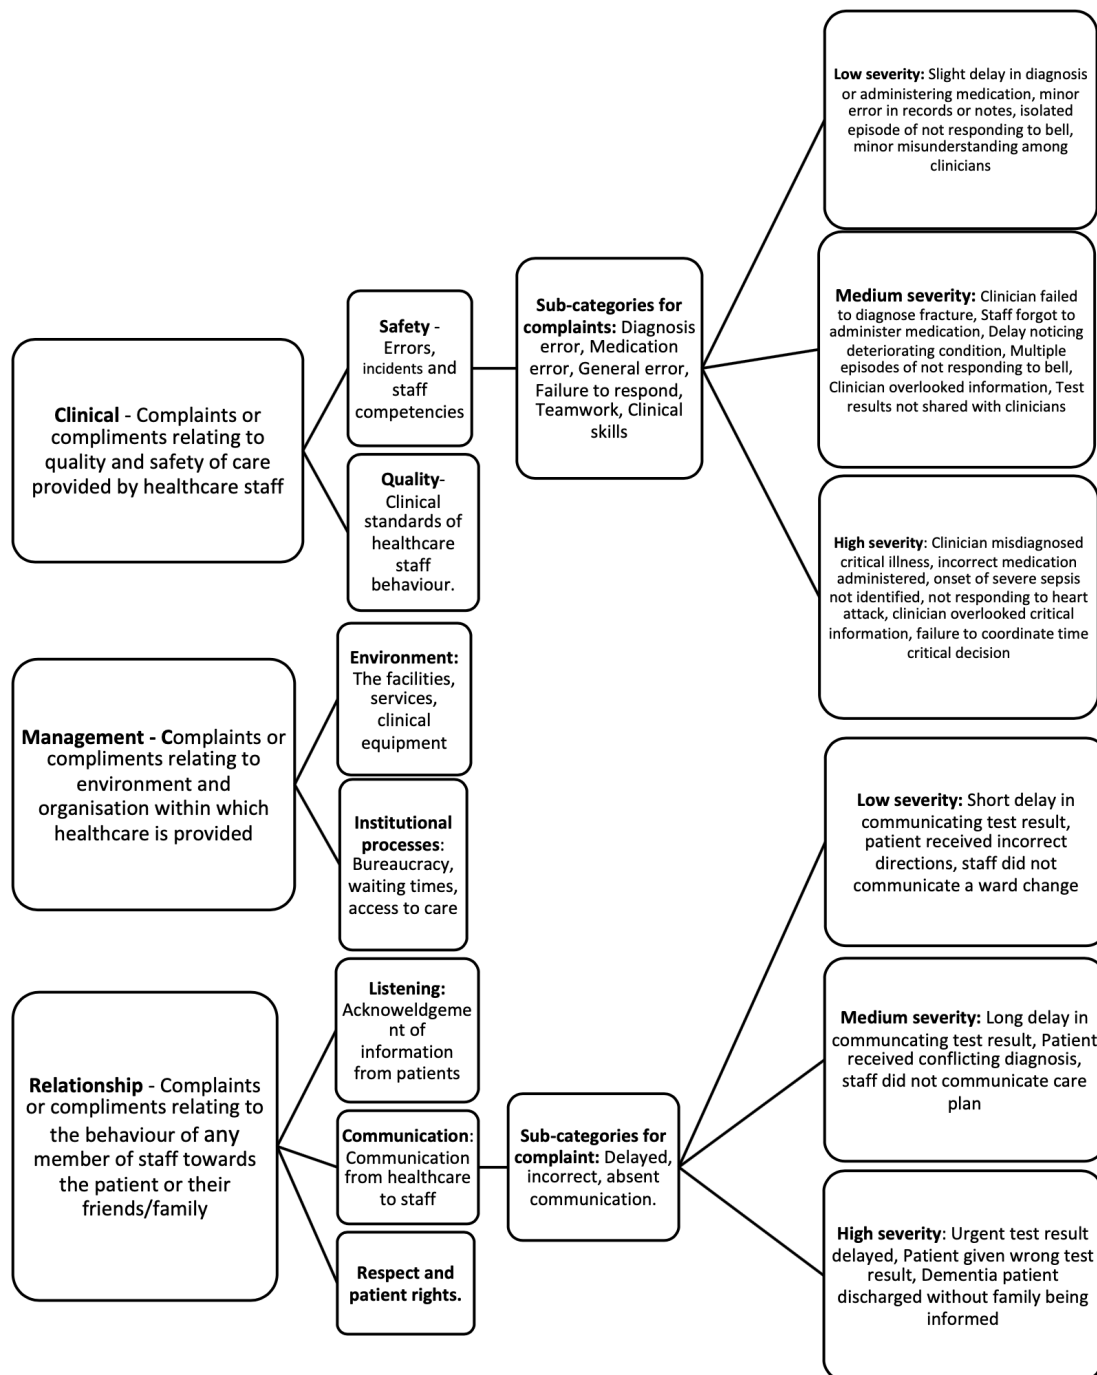 Clinical - Complaints or
compliments relating to
quality and safety of care
provided by healthcare staff
Safety -
Errors,
incidents and
staff
competencies
Quality-
Clinical
standards of
healthcare
staff
behaviour.
Sub-categories for
complaints: Diagnosis
error, Medication
error, General error,
Failure to respond,
Teamwork, Clinical
skills
Low severity: Slight delay in diagnosis
or administering medication, minor
error in records or notes, isolated
episode of not responding to bell,
minor misunderstanding among
clinicians
Medium severity: Clinician failed
to diagnose fracture, Staff forgot to
administer medication, Delay noticing
deteriorating condition, Multiple
episodes of not responding to bell,
Clinician overlooked information, Test
results not shared with clinicians
High severity: Clinician misdiagnosed
critical illness, incorrect medication
administered, onset of severe sepsis
not identified, not responding to heart
attack, clinician overlooked critical
information, failure to coordinate time
critical decision
Management - Complaints or
compliments relating to
environment and
organisation within which
healthcare is provided
Environment:
The facilities,
services,
clinical
equipment
Institutional
processes:
Bureaucracy,
waiting times,
access to care
Relationship - Complaints
or compliments relating to
the behaviour of any
member of staff towards
the patient or their
friends/family
Listening:
Acknoweldgeme
nt of
information
from patients
Communication:
Communication
from healthcare
to staff
Respect and
patient rights.
Sub-categories for
complaint: Delayed,
incorrect, absent
communication.
Low severity: Short delay in
communicating test result,
patient received incorrect
directions, staff did not
communicate a ward change
Medium severity: Long delay in
communcating test result, Patient
received conflicting diagnosis,
staff did not communicate care
plan
High severity: Urgent test result
delayed, Patient given wrong test
result, Dementia patient
discharged without family being
informed